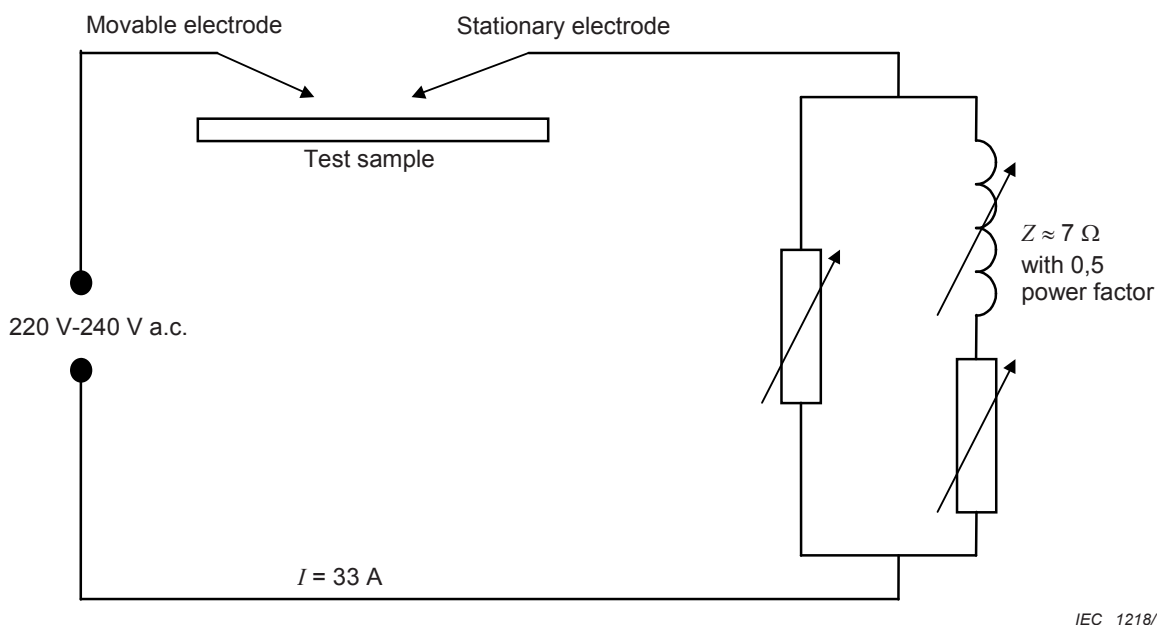 Movable electrode
Stationary electrode
Test sample
Z ≈ 7 Ω
with 0,5
power factor
220 V-240 V a.c.
I = 33 A
IEC 1218/